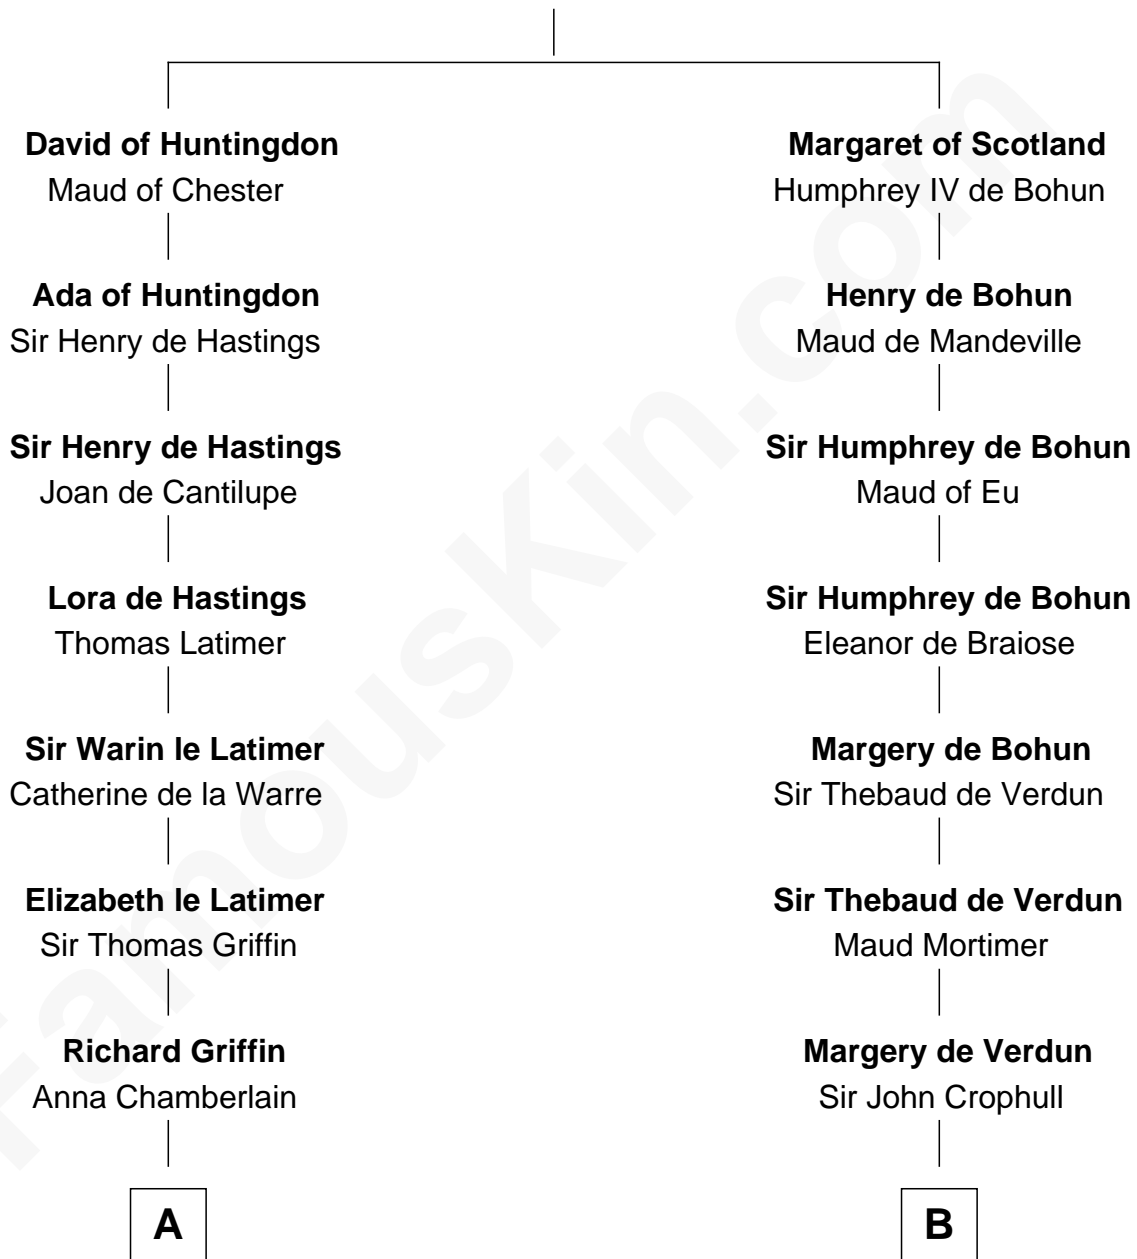 David of Huntingdon
Maud of Chester
Ada of Huntingdon
Sir Henry de Hastings
Sir Henry de Hastings
Joan de Cantilupe
Lora de Hastings
Thomas Latimer
Sir Warin le Latimer
Catherine de la Warre
Elizabeth le Latimer
Sir Thomas Griffin
Richard Griffin
Anna Chamberlain
A
Margaret of Scotland
Humphrey IV de Bohun
Henry de Bohun
Maud de Mandeville
Sir Humphrey de Bohun
Maud of Eu
Sir Humphrey de Bohun
Eleanor de Braiose
Margery de Bohun
Sir Thebaud de Verdun
Sir Thebaud de Verdun
Maud Mortimer
Margery de Verdun
Sir John Crophull
B
FamousKin.com